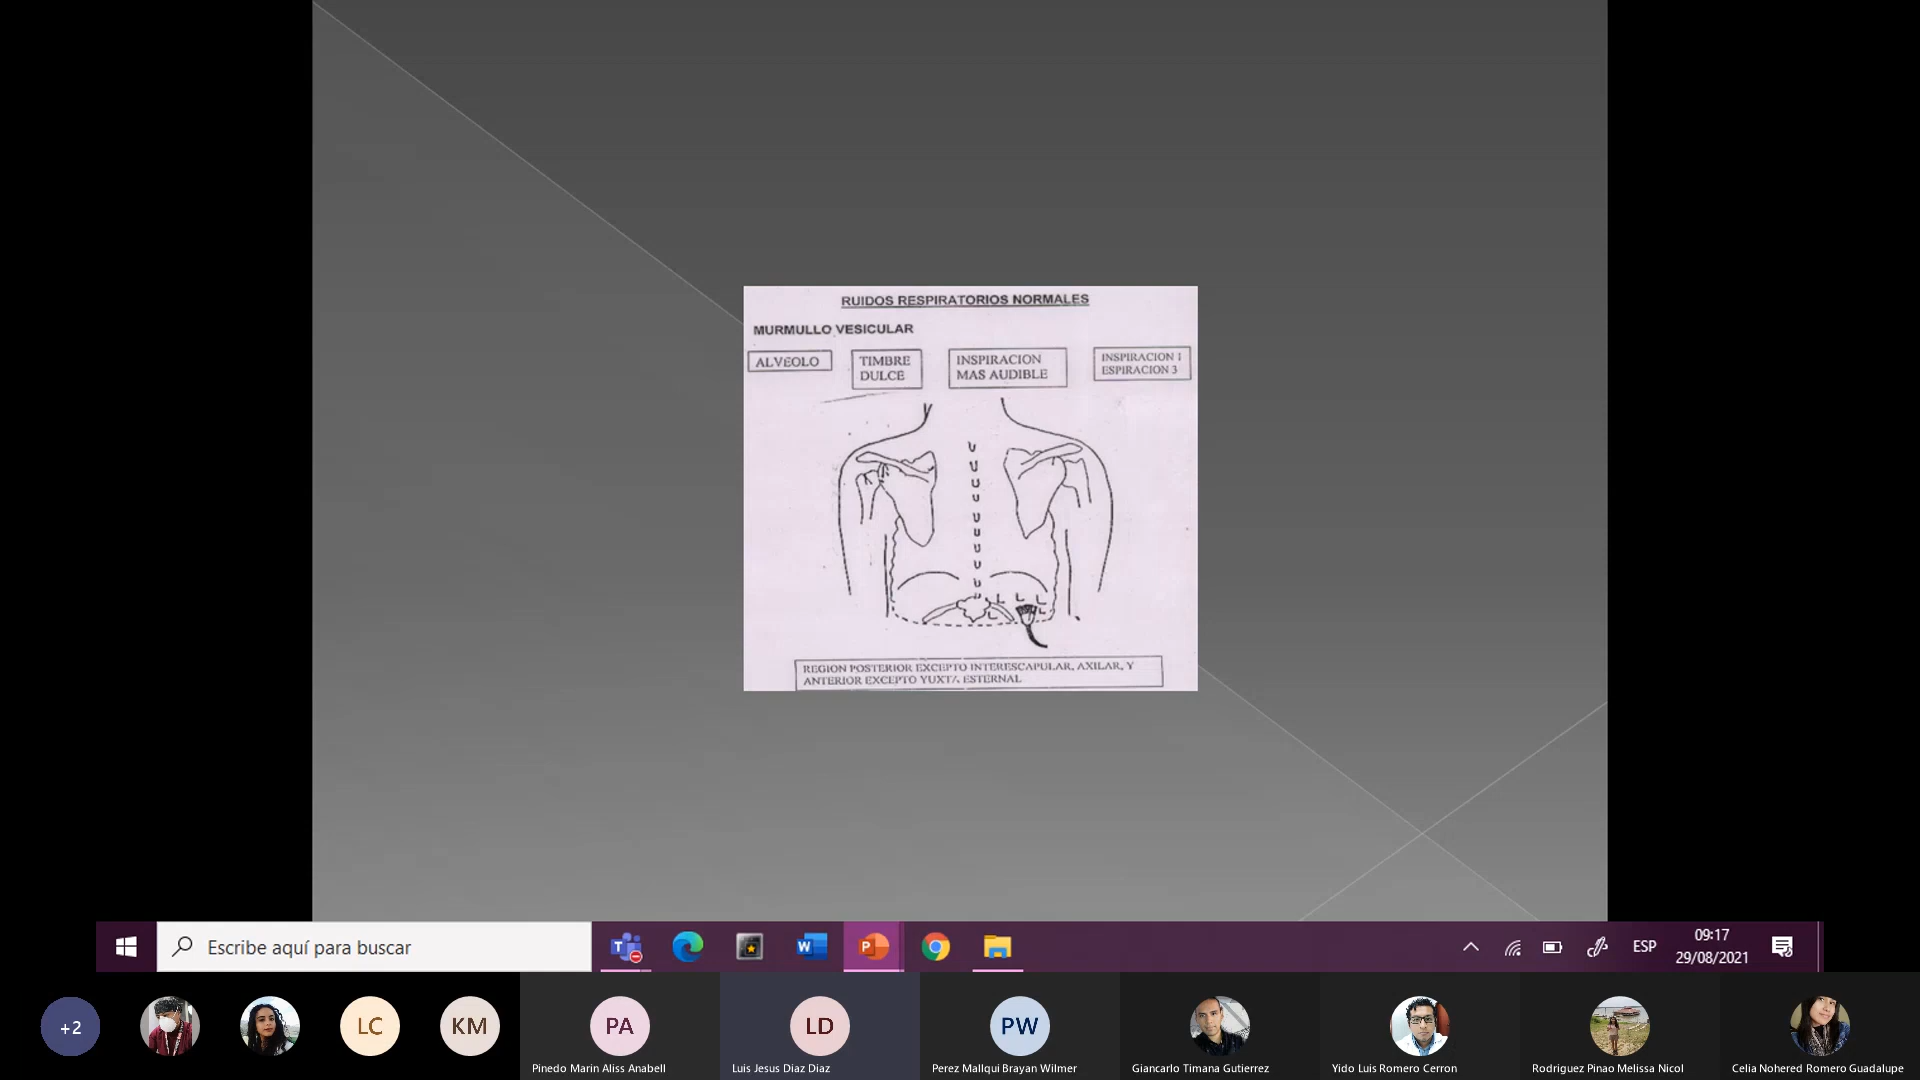 RUIDOS RESPIRATORIOS NORMALES
MURMULLO VESICULAR
ALVEOLO
TIMBRE
DULCE
INSPIRACION
MAS AUDIBLE
INSPIRACION 1
ESPIRACION 3
REGION POSTERIOR EXCEPTO INTERESCAPULAR, AXILAR, Y
ANTERIOR EXCEPTO YUXTA ESTERNAL
Escribe aquí para buscar
ESP
09:17
29/08/2021
+2
LC
KM
PA
LD
PW
Pinedo Marin Aliss Anabell
Luis Jesus Diaz Diaz
Perez Mallqui Brayan Wilmer
Giancarlo Timana Gutierrez
Yido Luis Romero Cerron
Rodriguez Pinao Melissa Nicol
Celia Nohered Romero Guadalupe